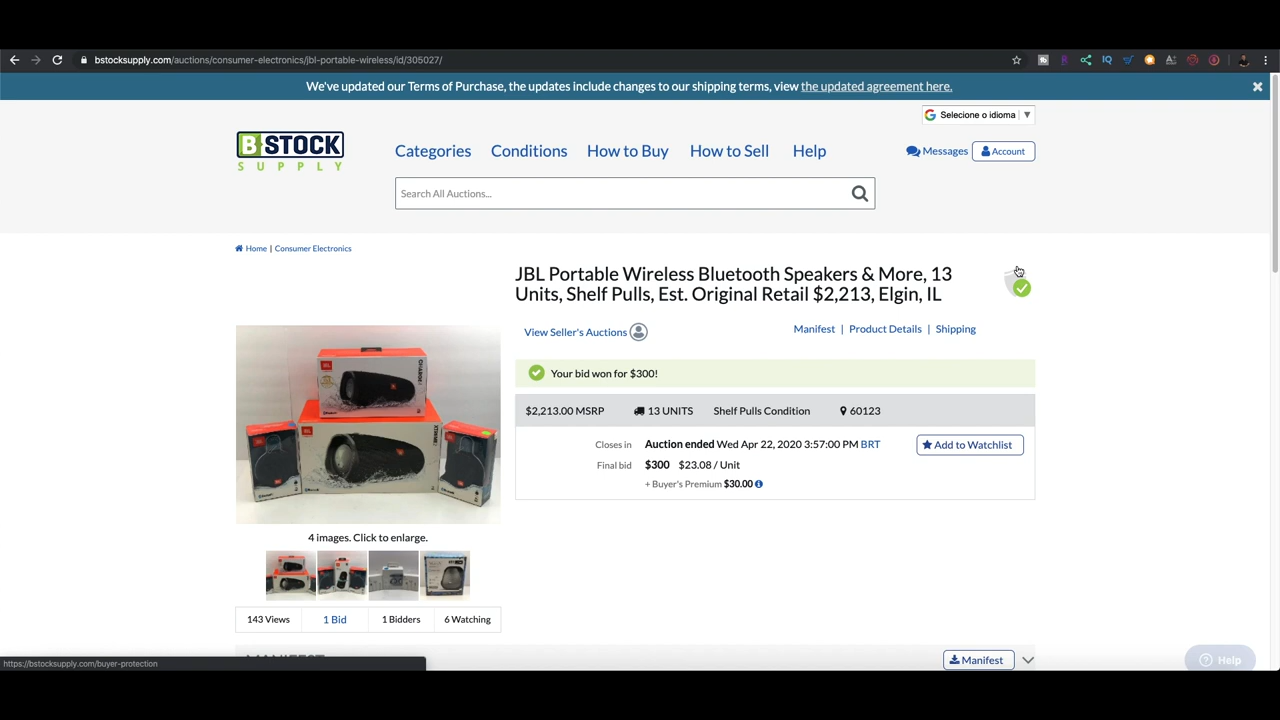 bstocksupply.com/auctions/consumer-electronics/jbl-portable-wireless/id/305027/
We've updated our Terms of Purchase, the updates include changes to our shipping terms, view the updated agreement here.
Selecione o idioma
B-STOCK
SUPPLY
Categories
Conditions
How to Buy
How to Sell
Help
Messages
Account
Search All Auctions...
Home | Consumer Electronics
JBL Portable Wireless Bluetooth Speakers & More, 13
Units, Shelf Pulls, Est. Original Retail $2,213, Elgin, IL
View Seller's Auctions
Manifest | Product Details | Shipping
Your bid won for $300!
$2,213.00 MSRP
13 UNITS
Shelf Pulls Condition
60123
Closes in
Auction ended Wed Apr 22, 2020 3:57:00 PM BRT
Add to Watchlist
Final bid
$300 $23.08 / Unit
+ Buyer's Premium $30.00
4 images. Click to enlarge.
143 Views
1 Bid
1 Bidders
6 Watching
MANIFEST
Manifest
Help
https://bstocksupply.com/buyer-protection